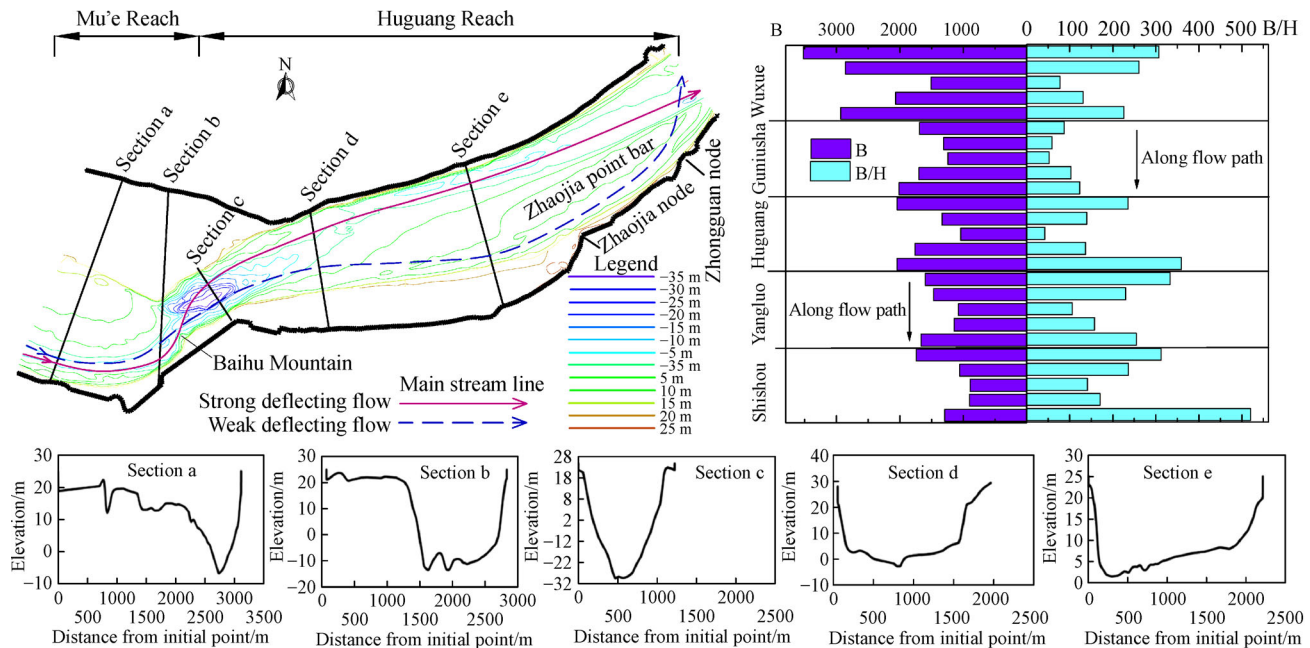 Mu'e Reach
Huguang Reach
N
Section a
Section b
Section c
Section d
Section e
Zhaojia point bar
Zhaojia node
Zhongguan node
Baihu Mountain
Main stream line
Strong deflecting flow
Weak deflecting flow
Legend
−35 m
−30 m
−25 m
−20 m
−15 m
−10 m
−5 m
−35 m
5 m
10 m
15 m
20 m
25 m
B 3000 2000 1000 0 100 200 300 400 500 B/H
Wuxue
Guniusha
Huguang
Yangluo
Shishou
B
B/H
Along flow path
Along flow path
Section a
Elevation/m
30
20
10
0
−10
0 1000 2000 3000
500 1500 2500 3500
Distance from initial point/m
Section b
Elevation/m
30
20
10
0
−10
−20
0 1000 2000 3000
500 1500 2500
Distance from initial point/m
Section c
Elevation/m
28
18
8
−2
−12
−22
−32
0 1000 2000
500 1500 2500
Distance from initial point/m
Section d
Elevation/m
40
30
20
10
0
−10
0 1000 2000
500 1500 2500
Distance from initial point/m
Section e
Elevation/m
30
25
20
15
10
5
0
0 1000 2000
500 1500 2500
Distance from initial point/m